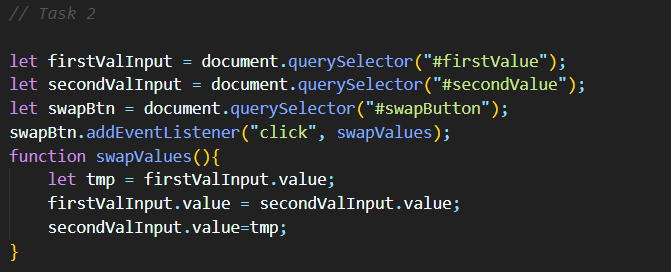 // Task 2
let firstValInput = document.querySelector("#firstValue");
let secondValInput = document.querySelector("#secondValue");
let swapBtn = document.querySelector("#swapButton");
swapBtn.addEventListener("click", swapValues);
function swapValues(){
    let tmp = firstValInput.value;
    firstValInput.value = secondValInput.value;
    secondValInput.value=tmp;
}